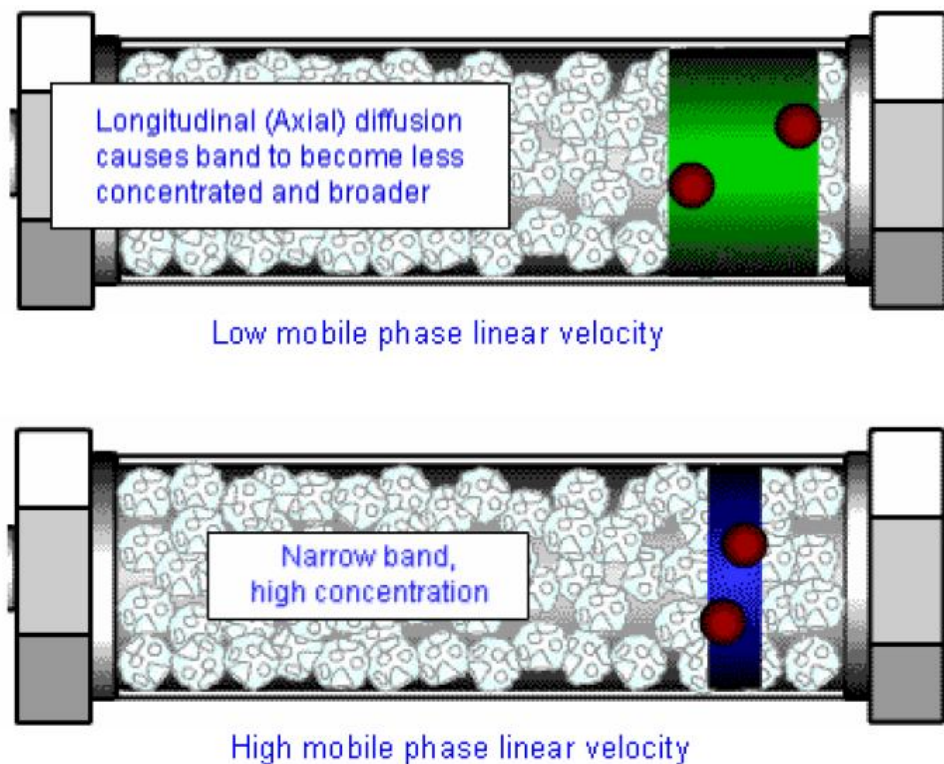 Longitudinal (Axial) diffusion
causes band to become less
concentrated and broader
Low mobile phase linear velocity
Narrow band,
high concentration
High mobile phase linear velocity